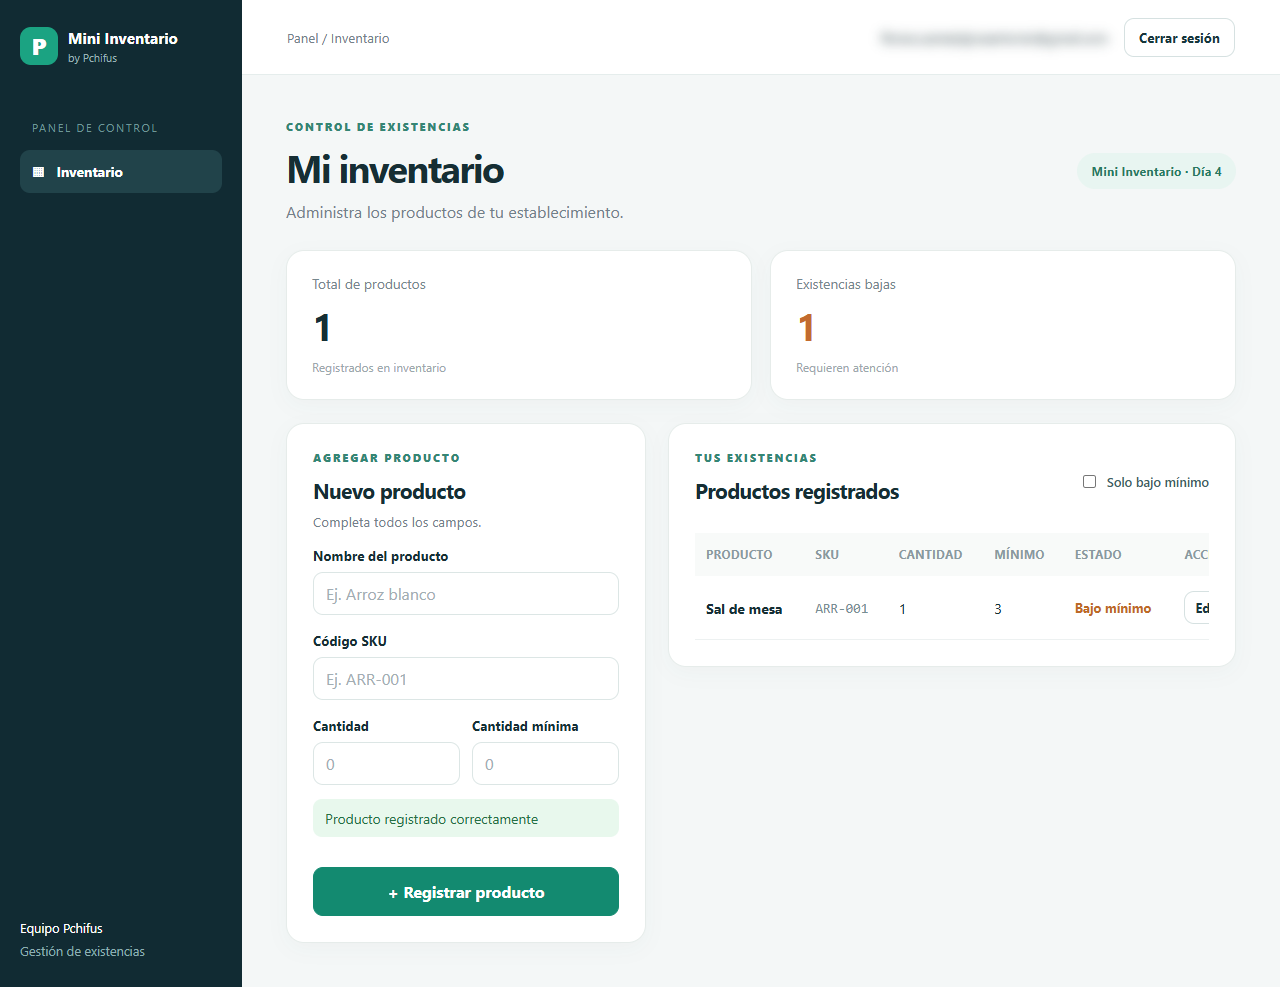 P
Mini Inventario
by Pchifus
PANEL DE CONTROL
Inventario
Equipo Pchifus
Gestión de existencias
Panel / Inventario
Cerrar sesión
CONTROL DE EXISTENCIAS
Mi inventario
Administra los productos de tu establecimiento.
Mini Inventario · Día 4
Total de productos
1
Registrados en inventario
Existencias bajas
1
Requieren atención
AGREGAR PRODUCTO
Nuevo producto
Completa todos los campos.
Nombre del producto
Ej. Arroz blanco
Código SKU
Ej. ARR-001
Cantidad Cantidad mínima
0 0
Producto registrado correctamente
+ Registrar producto
TUS EXISTENCIAS
Productos registrados
Solo bajo mínimo
PRODUCTO SKU CANTIDAD MÍNIMO ESTADO ACC
Sal de mesa ARR-001 1 3 Bajo mínimo Ed